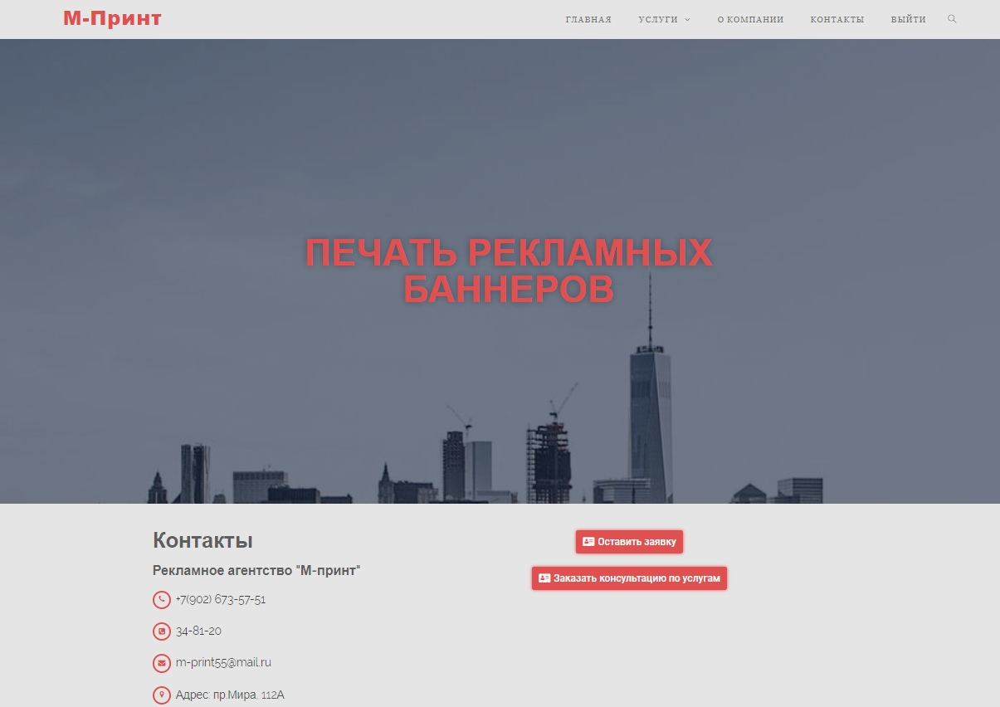 М-Принт
ГЛАВНАЯ УСЛУГИ О КОМПАНИИ КОНТАКТЫ ВЫЙТИ
ПЕЧАТЬ РЕКЛАМНЫХ
БАННЕРОВ
Контакты
Рекламное агентство "М-принт"
+7(902) 673-57-51
34-81-20
m-print55@mail.ru
Адрес: пр.Мира, 112А
Оставить заявку
Заказать консультацию по услугам